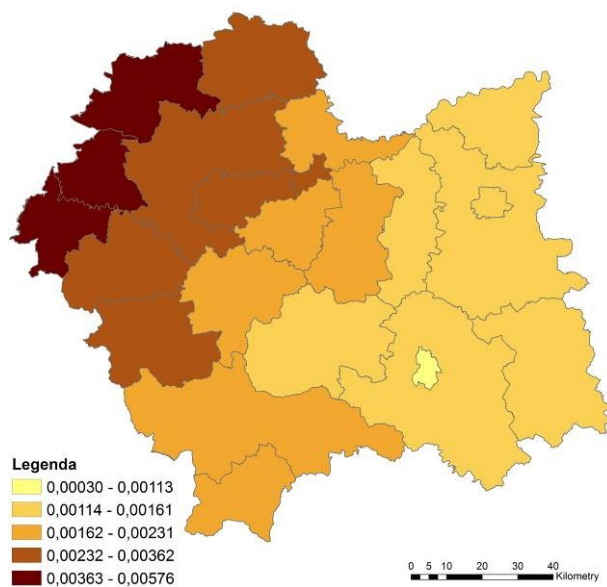 Legenda
0,00030 - 0,00113
0,00114 - 0,00161
0,00162 - 0,00231
0,00232 - 0,00362
0,00363 - 0,00576
0 5 10 20 30 40
Kilometry